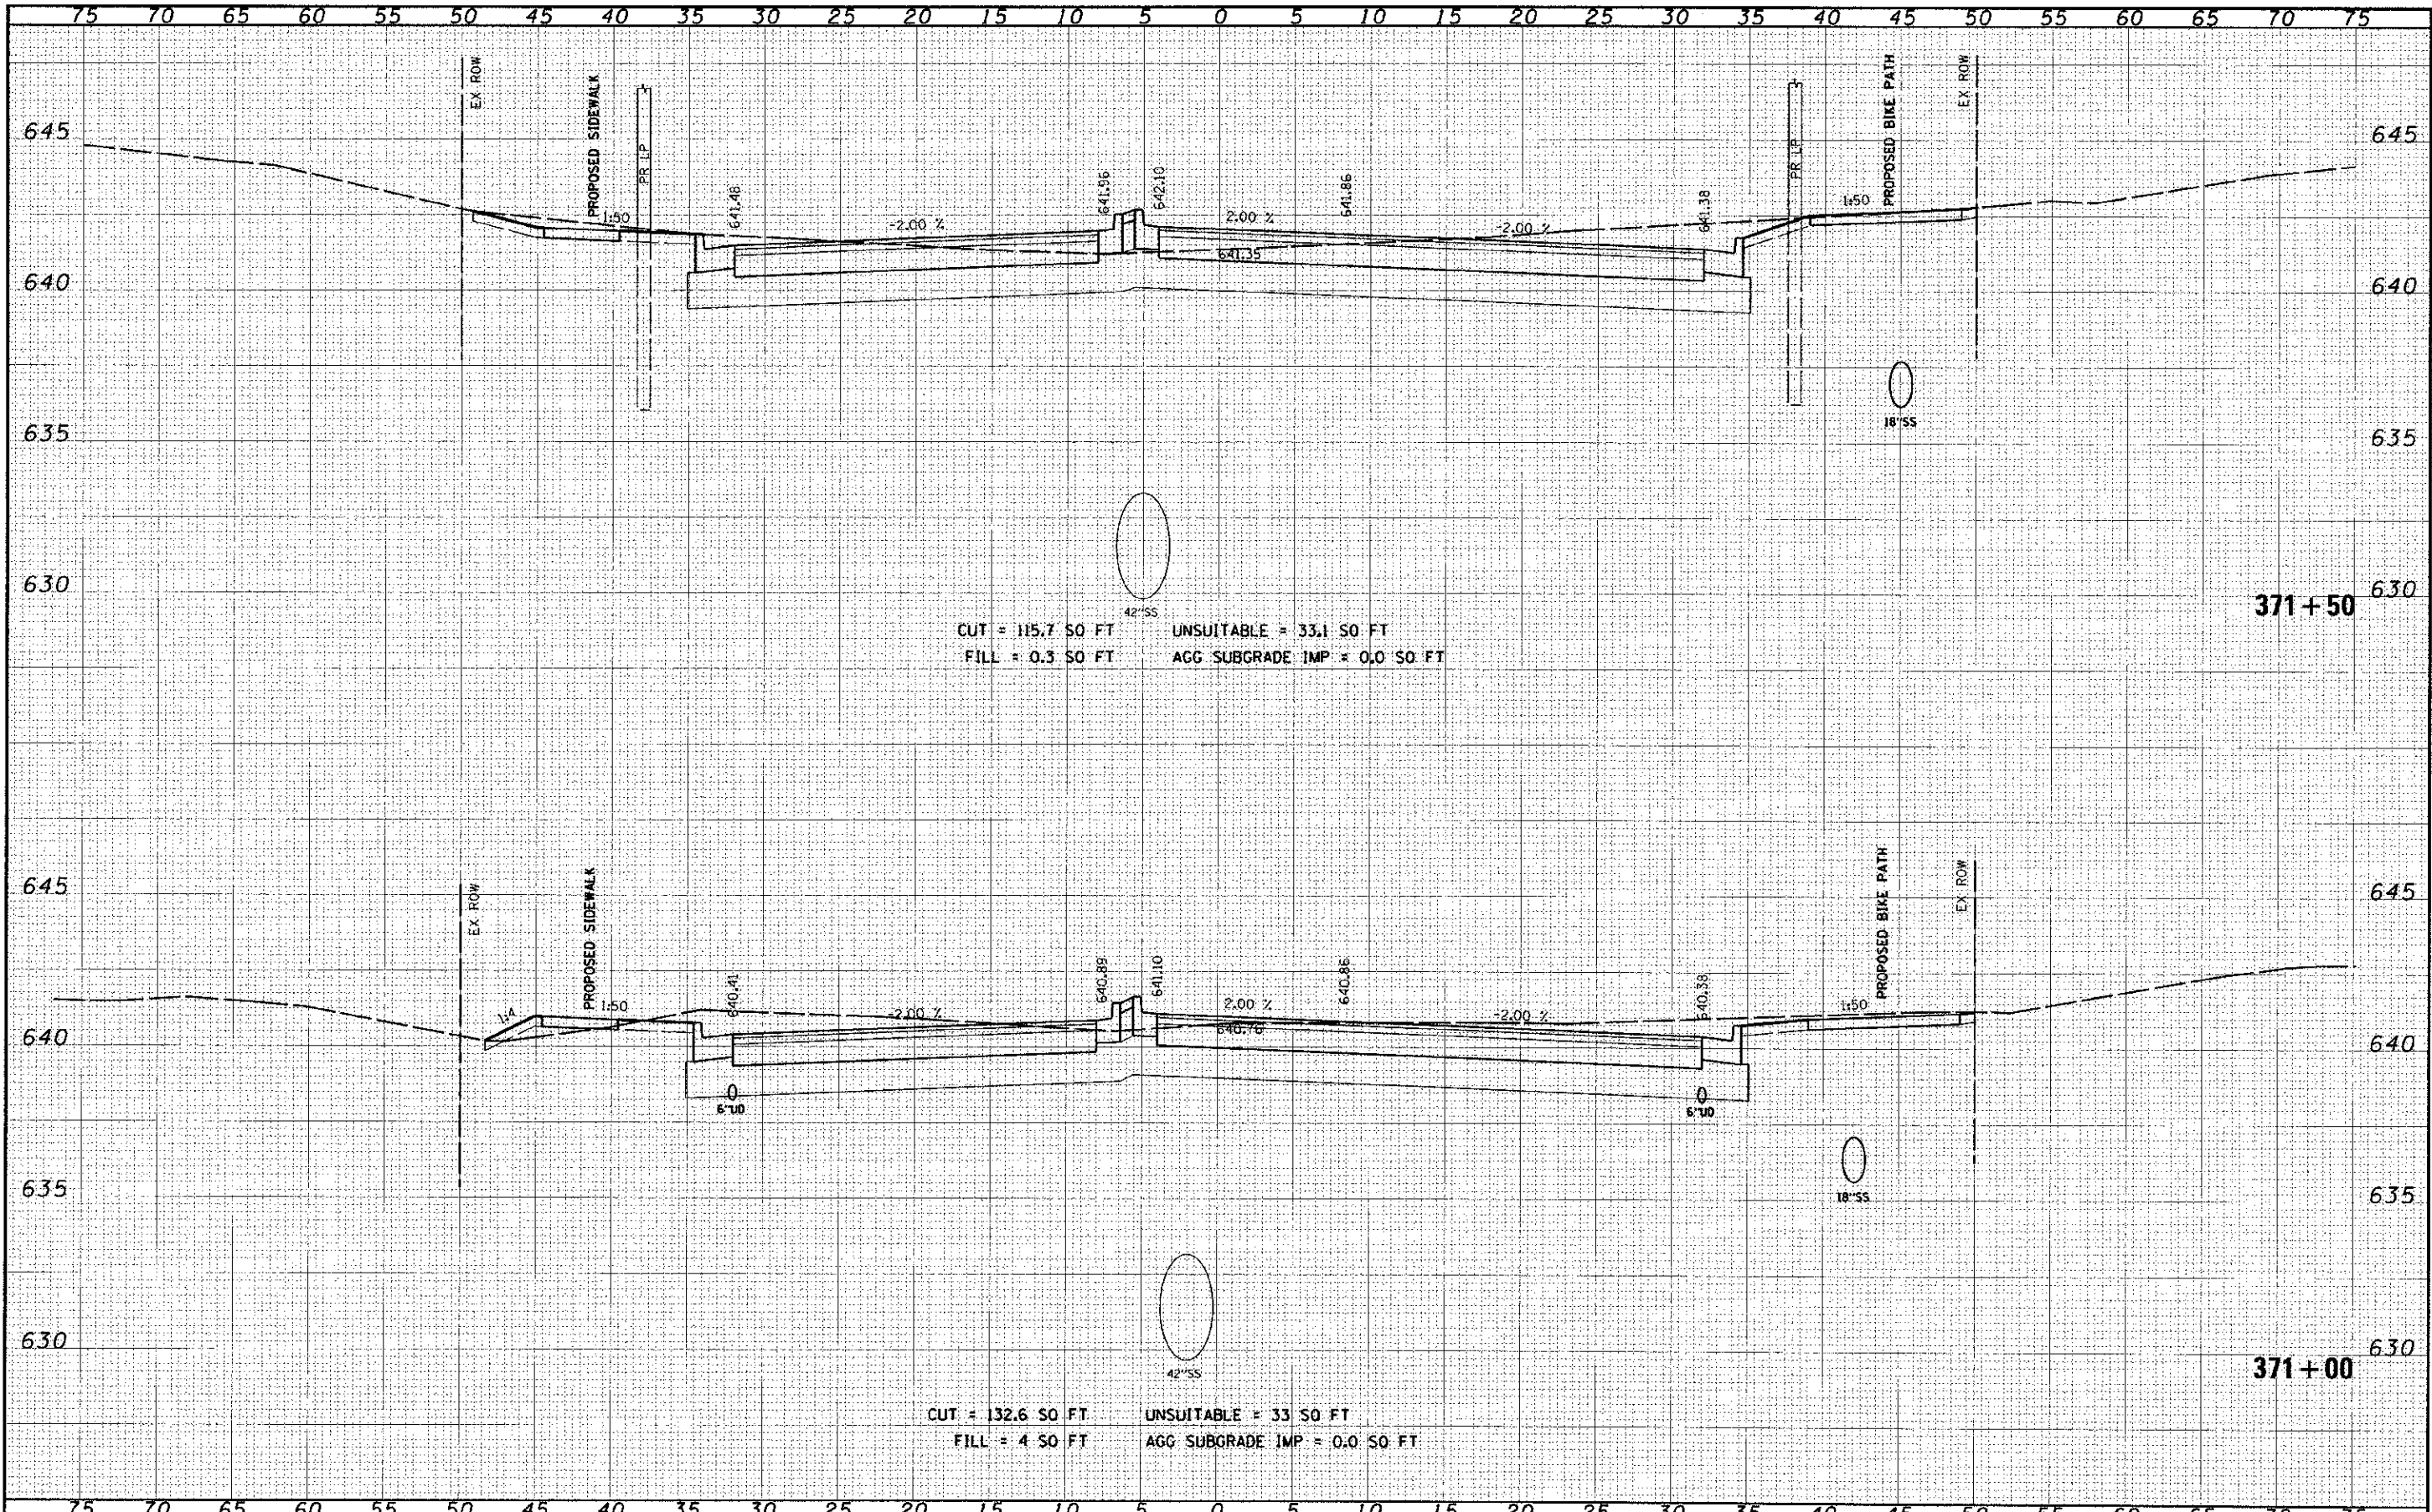 75 70 65 60 55 50 45 40 35 30 25 20 15 10 5 0 5 10 15 20 25 30 35 40 45 50 55 60 65 70 75
EX ROW
PROPOSED SIDEWALK
PR LP
PR LP
PROPOSED BIKE PATH
EX ROW
645 645
1:50
641.48
-2.00 %
641.96
642.10
2.00 %
641.86
-2.00 %
641.38
1:50
641.35
640 640
18"SS
635 635
630 630
42"SS
371+50
CUT = 115.7 SQ FT UNSUITABLE = 33.1 SQ FT
FILL = 0.3 SQ FT AGG SUBGRADE IMP = 0.0 SQ FT
EX ROW
PROPOSED SIDEWALK
PROPOSED BIKE PATH
EX ROW
645 645
1:4
1:50
640.41
-2.00 %
640.89
641.10
2.00 %
640.86
-2.00 %
640.38
1:50
640.76
640 640
6"UD
6"UD
18"SS
635 635
630 630
42"SS
371+00
CUT = 132.6 SQ FT UNSUITABLE = 33 SQ FT
FILL = 4 SQ FT AGG SUBGRADE IMP = 0.0 SQ FT
75 70 65 60 55 50 45 40 35 30 25 20 15 10 5 0 5 10 15 20 25 30 35 40 45 50 55 60 65 70 75